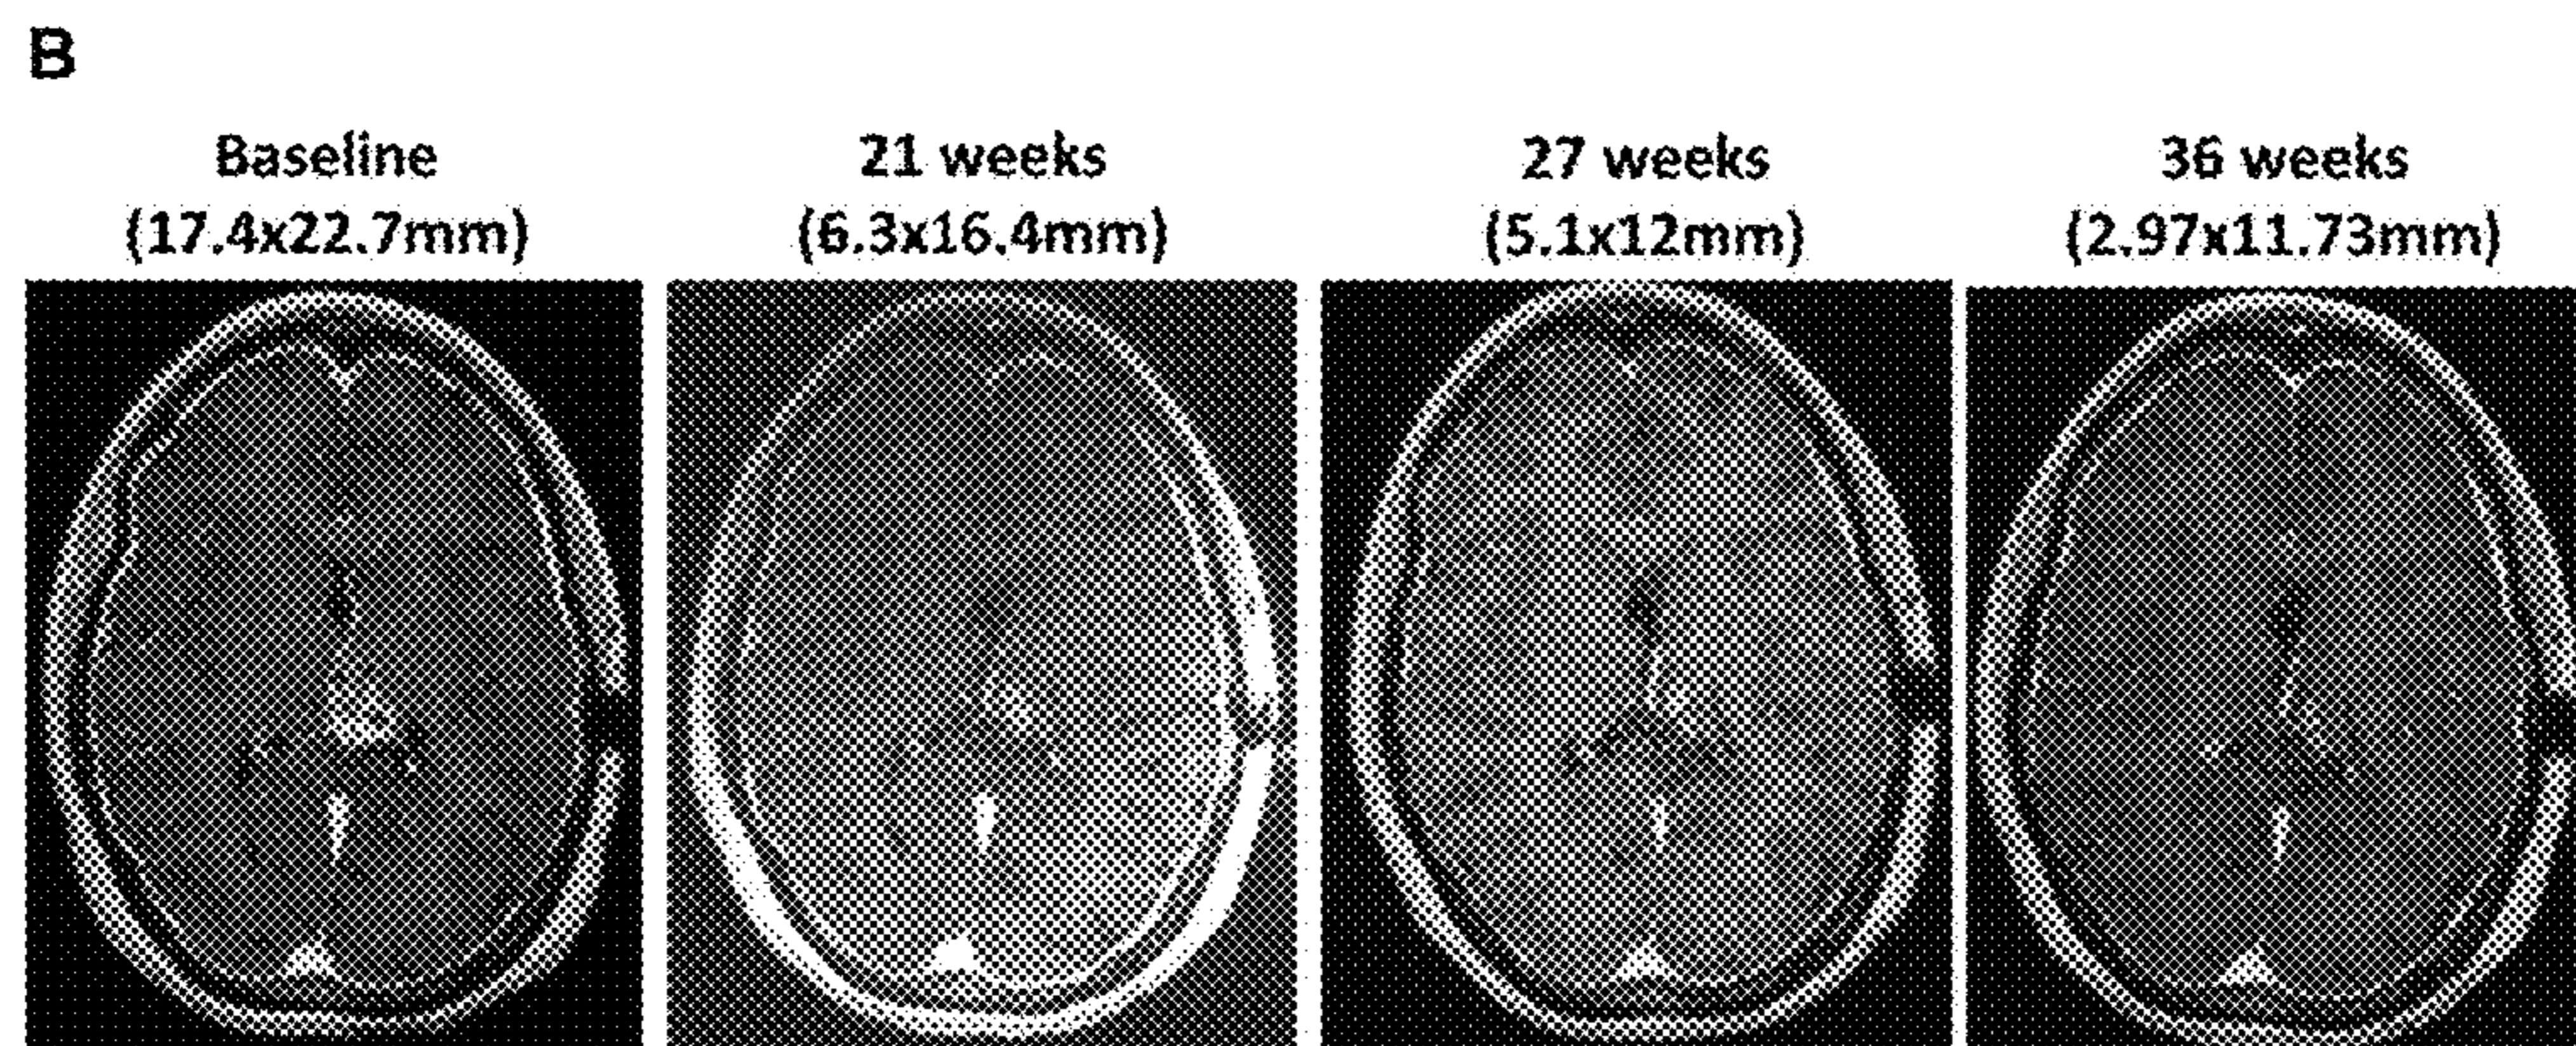 B
Baseline
(17.4x22.7mm)
21 weeks
(6.3x16.4mm)
27 weeks
(5.1x12mm)
36 weeks
(2.97x11.73mm)